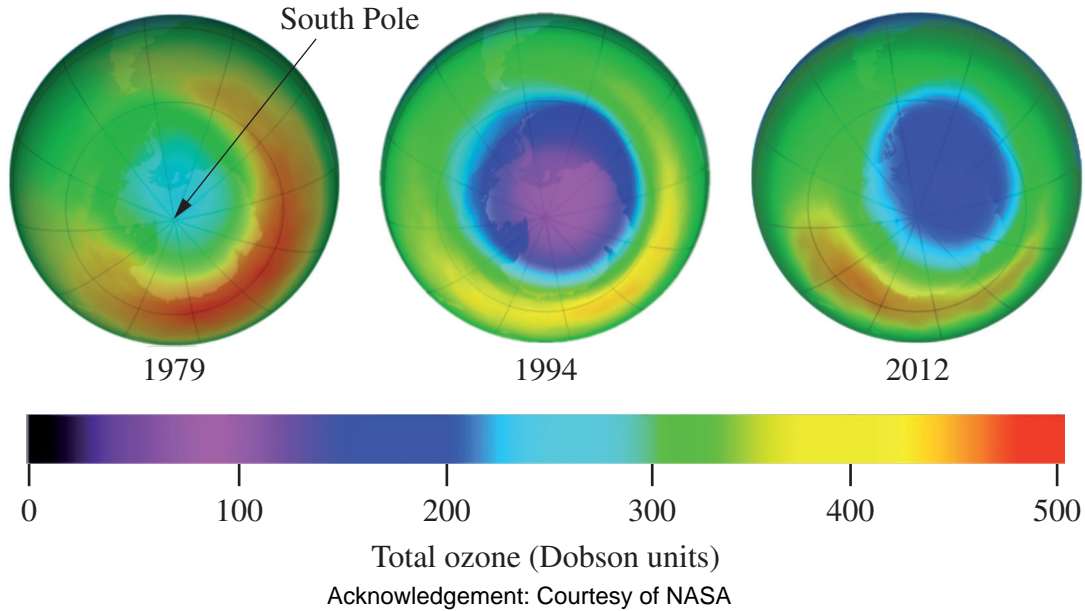 South Pole
1979 1994 2012
0 100 200 300 400 500
Total ozone (Dobson units)
Acknowledgement: Courtesy of NASA